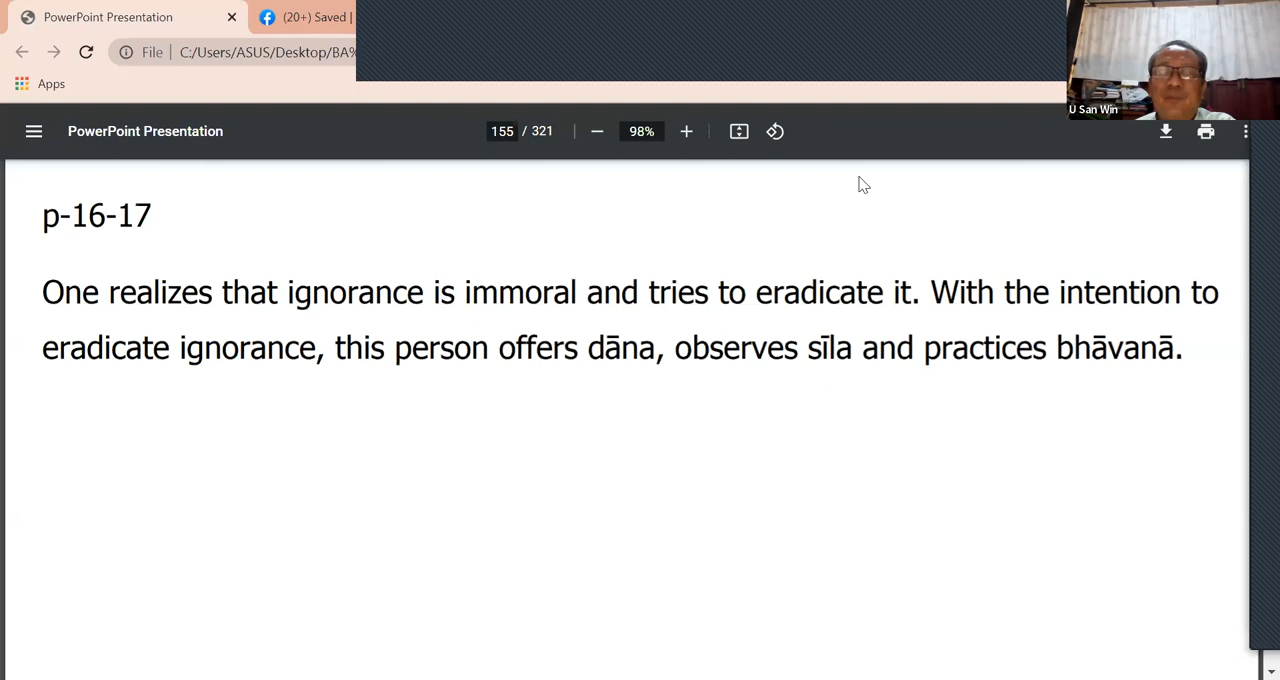 PowerPoint Presentation
(20+) Saved |
File | C:/Users/ASUS/Desktop/BA%
Apps
U San Win
PowerPoint Presentation
155 / 321
98%
p-16-17
One realizes that ignorance is immoral and tries to eradicate it. With the intention to
eradicate ignorance, this person offers dāna, observes sīla and practices bhāvanā.